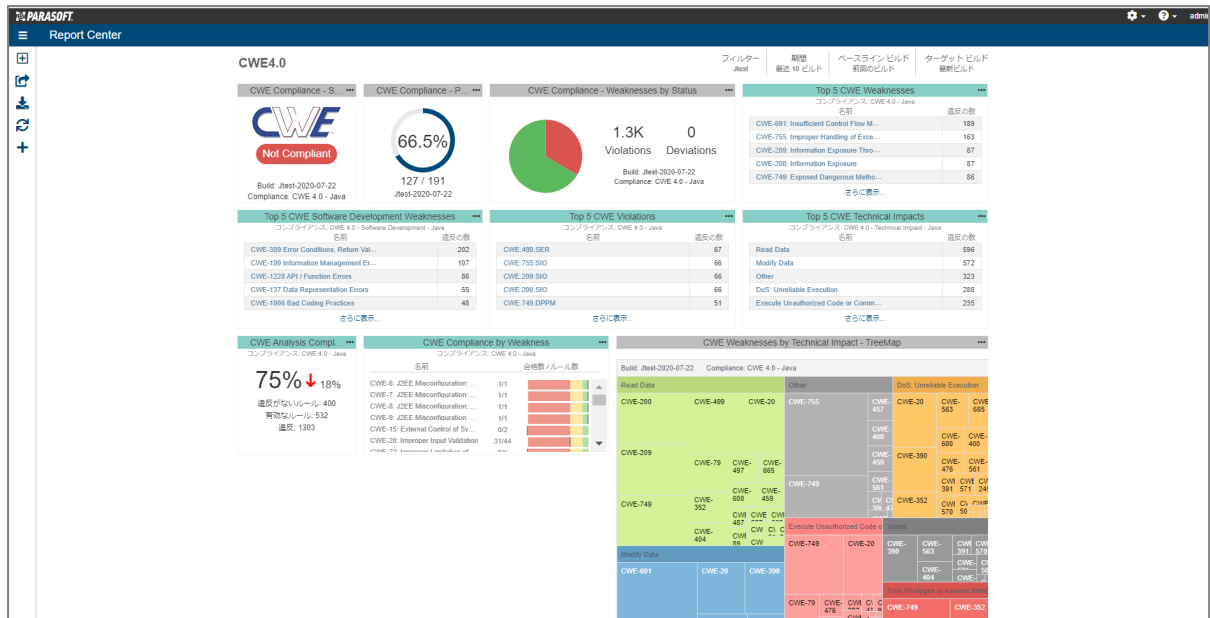 PARASOFT.
admin
Report Center
CWE4.0
フィルター
Jtest
期間
最近 10 ビルド
ベースライン ビルド
前回のビルド
ターゲット ビルド
最新ビルド
CWE Compliance - S...
CWE
Not Compliant
Build: Jtest-2020-07-22
Compliance: CWE 4.0 - Java
CWE Compliance - P...
66.5%
127 / 191
Jtest-2020-07-22
CWE Compliance - Weaknesses by Status
1.3K
Violations
0
Deviations
Build: Jtest-2020-07-22
Compliance: CWE 4.0 - Java
Top 5 CWE Weaknesses
コンプライアンス: CWE 4.0 - Java
名前 違反の数
CWE-691: Insufficient Control Flow M... 189
CWE-755: Improper Handling of Exce... 163
CWE-209: Information Exposure Thro... 87
CWE-200: Information Exposure 87
CWE-749: Exposed Dangerous Metho... 86
さらに表示...
Top 5 CWE Software Development Weaknesses
コンプライアンス: CWE 4.0 - Software Development - Java
名前 違反の数
CWE-389 Error Conditions, Return Val... 202
CWE-199 Information Management Er... 107
CWE-1228 API / Function Errors 86
CWE-137 Data Representation Errors 55
CWE-1006 Bad Coding Practices 48
さらに表示...
Top 5 CWE Violations
コンプライアンス: CWE 4.0 - Java
名前 違反の数
CWE.499.SER 67
CWE.755.SIO 66
CWE.209.SIO 66
CWE.200.SIO 66
CWE.749.DPPM 51
さらに表示...
Top 5 CWE Technical Impacts
コンプライアンス: CWE 4.0 - Technical Impact - Java
名前 違反の数
Read Data 596
Modify Data 572
Other 323
DoS: Unreliable Execution 288
Execute Unauthorized Code or Comm... 235
さらに表示...
CWE Analysis Compl...
コンプライアンス: CWE 4.0 - Java
75% 18%
違反がないルール: 400
有効なルール: 532
違反: 1303
CWE Compliance by Weakness
コンプライアンス: CWE 4.0 - Java
名前 合格数 / ルール数
CWE-6: J2EE Misconfiguration: ... 1/1
CWE-7: J2EE Misconfiguration: ... 1/1
CWE-8: J2EE Misconfiguration: ... 1/1
CWE-9: J2EE Misconfiguration: ... 1/1
CWE-15: External Control of Sy... 0/2
CWE-20: Improper Input Validation 31/44
CWE Weaknesses by Technical Impact - TreeMap
Build: Jtest-2020-07-22 Compliance: CWE 4.0 - Java
Read Data
CWE-200 CWE-499 CWE-20
CWE-209
CWE-79 CWE-497 CWE-665
CWE-749
CWE-352 CWE-600 CWE-459
CWE-404
Modify Data
CWE-691 CWE-20 CWE-390
Other
CWE-755 CWE-457
CWE-400
CWE-459
CWE-749 CWE-561
DoS: Unreliable Execution
CWE-20 CWE-563 CWE-665
CWE-600 CWE-400
CWE-390 CWE-476 CWE-561
CWE-352
Execute Unauthorized Code o
CWE-749 CWE-20
CWE-79 CWE-476
Varies
CWE-390 CWE-563
CWE-404
CWE-749 CWE-352